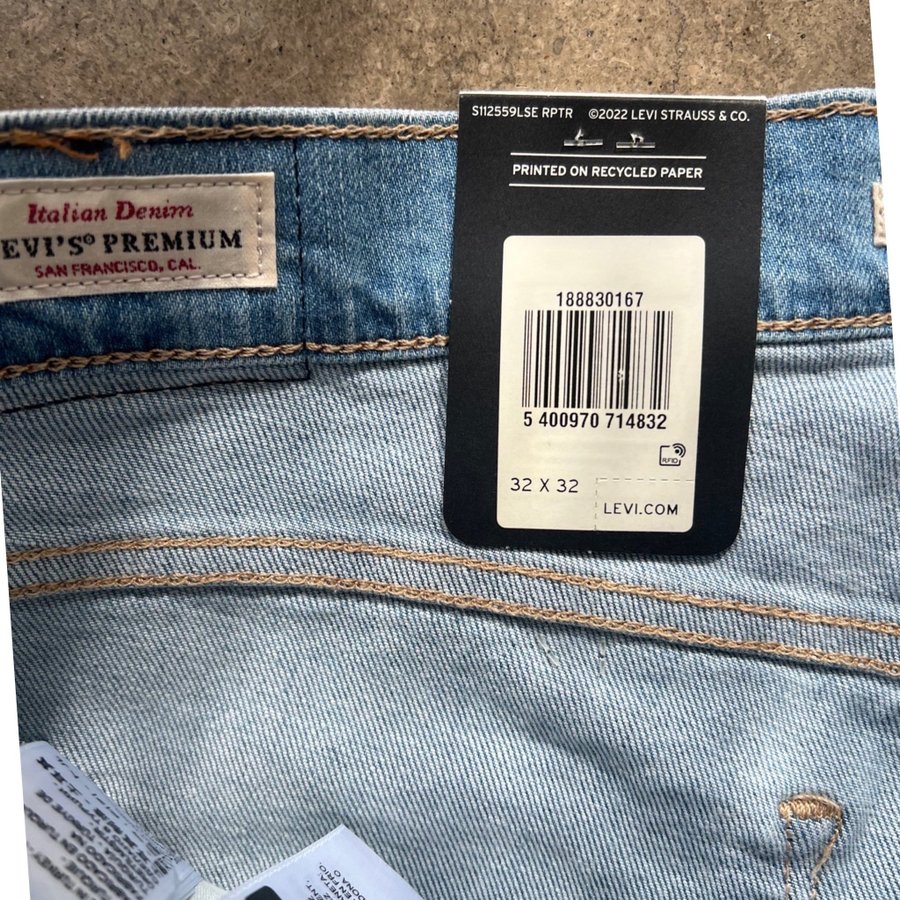 S112559LSE RPTR ©2022 LEVI STRAUSS & CO.
PRINTED ON RECYCLED PAPER
Italian Denim
EVI'S® PREMIUM
SAN FRANCISCO, CAL.
188830167
5 400970 714832
RFID
32 X 32
LEVI.COM